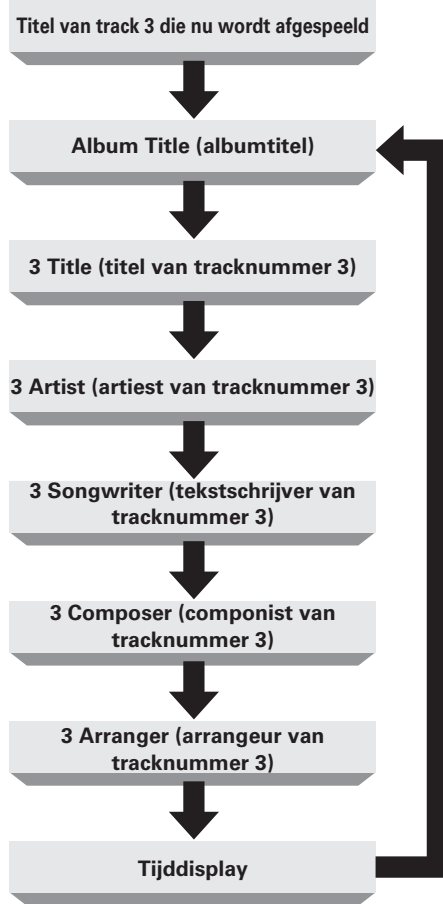 Titel van track 3 die nu wordt afgespeeld
Album Title (albumtitel)
3 Title (titel van tracknummer 3)
3 Artist (artiest van tracknummer 3)
3 Songwriter (tekstschrijver van
tracknummer 3)
3 Composer (componist van
tracknummer 3)
3 Arranger (arrangeur van
tracknummer 3)
Tijddisplay